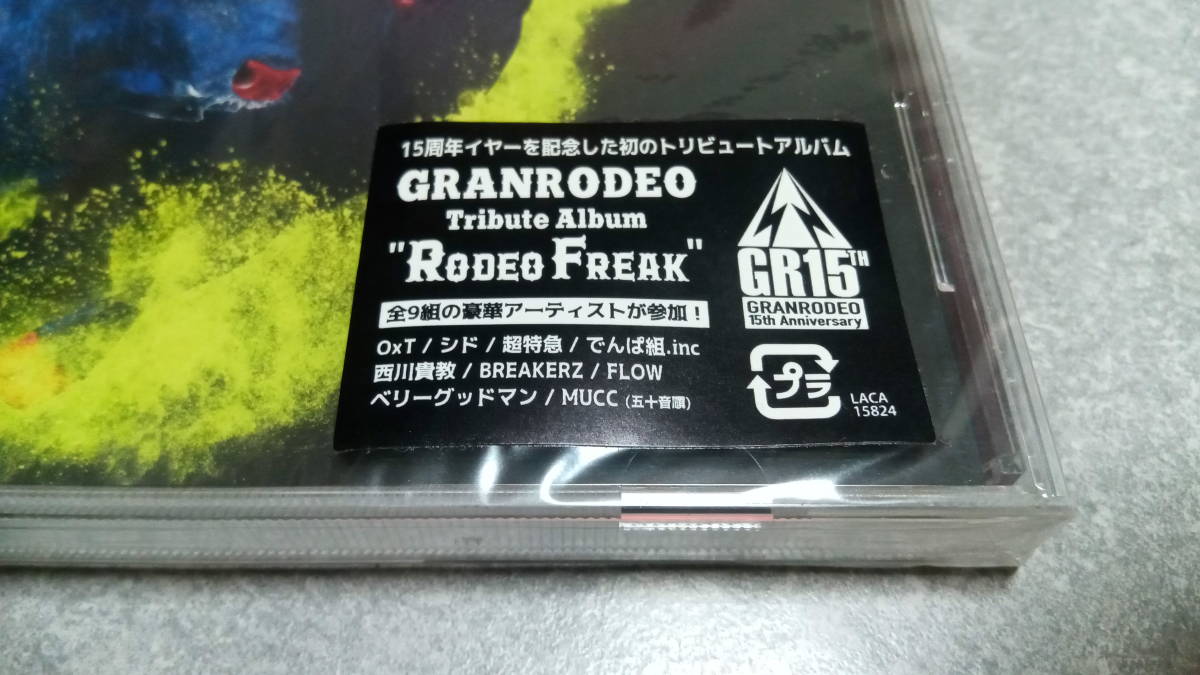 15周年イヤーを記念した初のトリビュートアルバム
GRANRODEO
Tribute Album
"RODEO FREAK"
全9組の豪華アーティストが参加！
OxT / シド / 超特急 / でんぱ組.inc
西川貴教 / BREAKERZ / FLOW
ベリーグッドマン / MUCC（五十音順）
GR15TH
GRANRODEO
15th Anniversary
プラ
LACA
15824